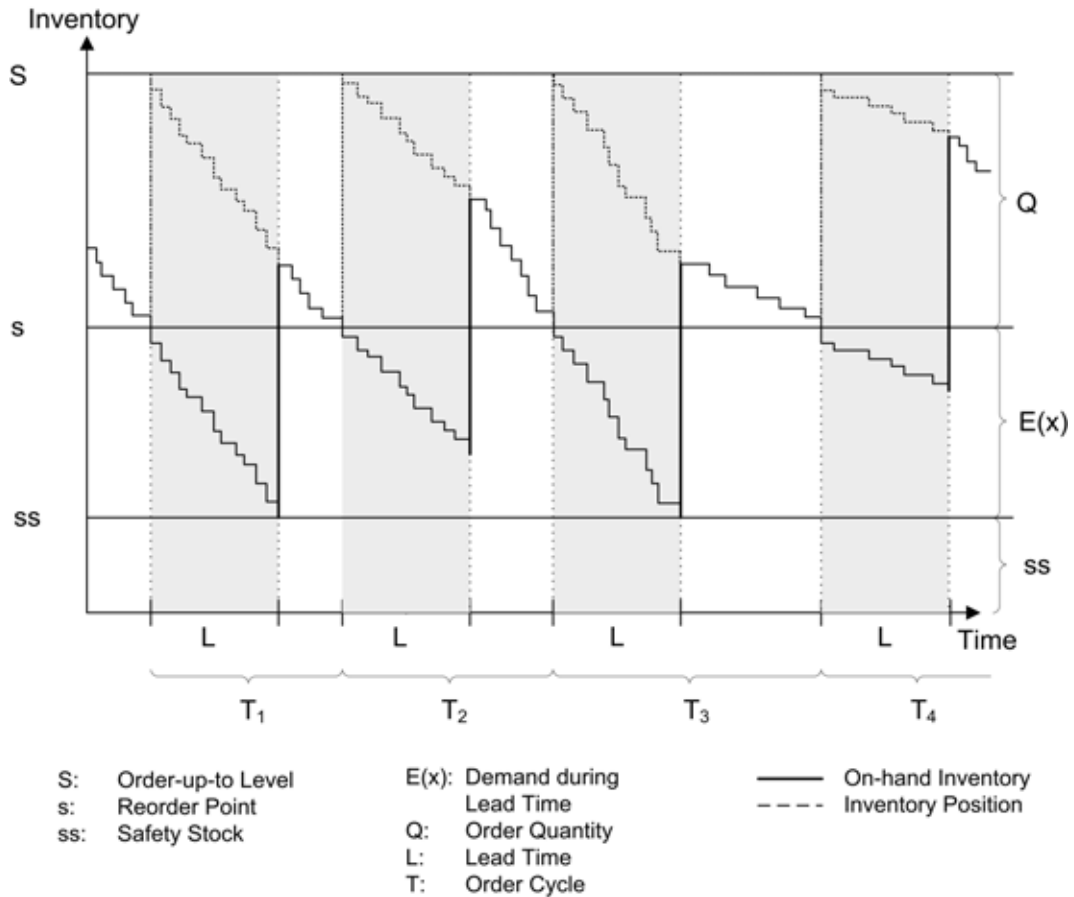 Inventory
S
Q
s
E(x)
ss
ss
L
L
L
L
Time
T₁
T₂
T₃
T₄
S: Order-up-to Level
s: Reorder Point
ss: Safety Stock
E(x): Demand during
Lead Time
Q: Order Quantity
L: Lead Time
T: Order Cycle
On-hand Inventory
Inventory Position